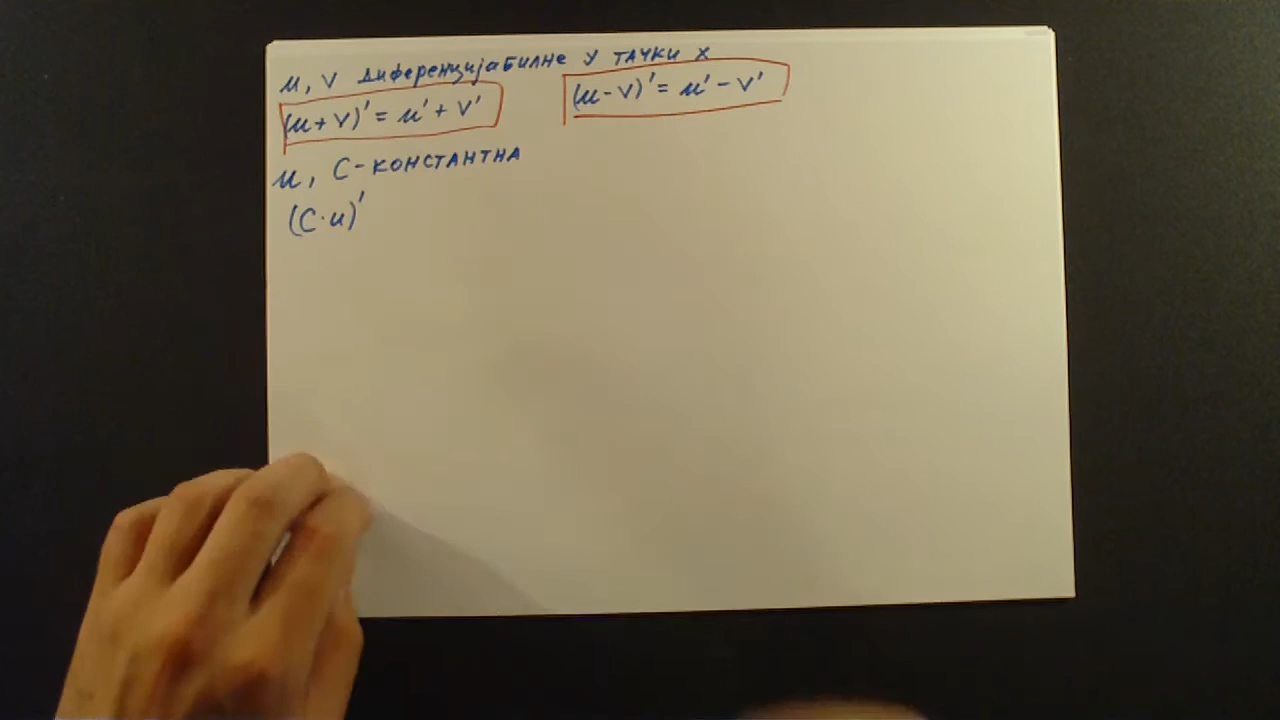 u, v диференцијабилне у тачки x
(u+v)' = u' + v' (u-v)' = u' - v'
u, C-константна
(C·u)'